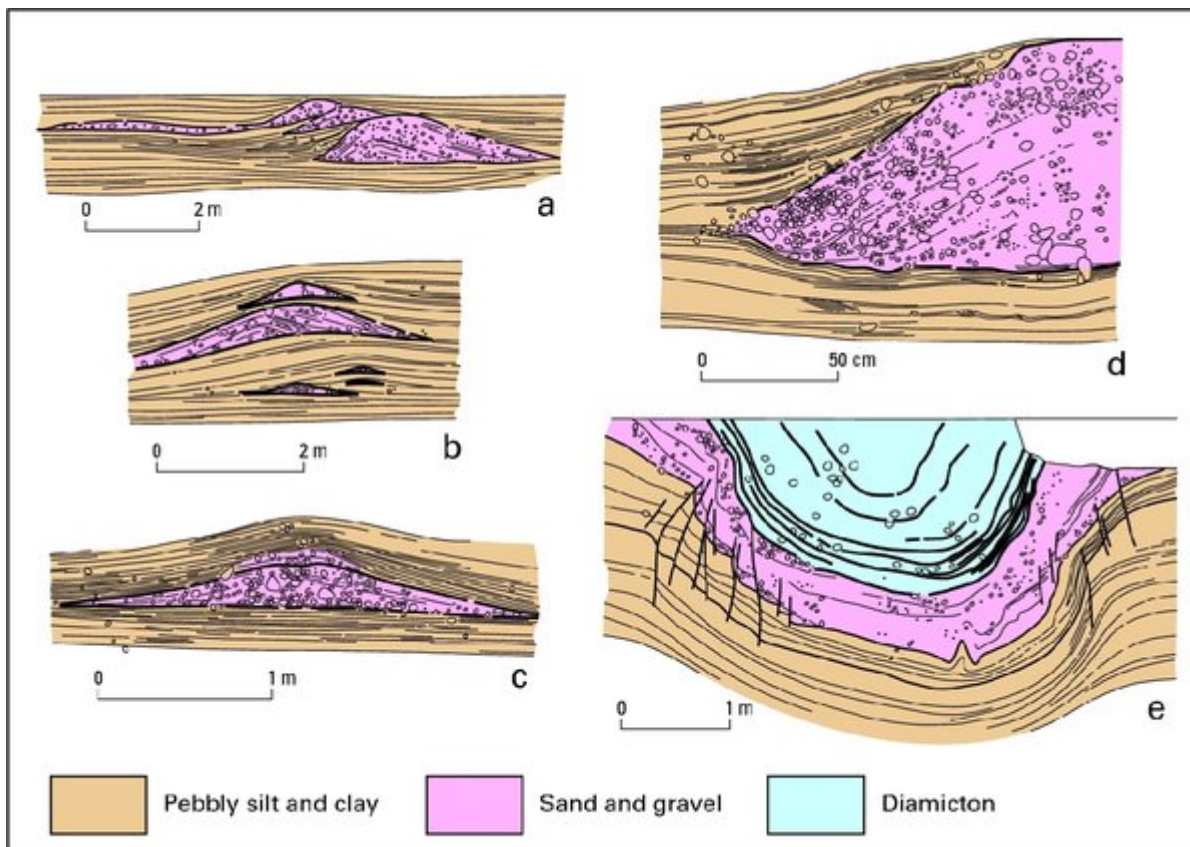 0 2 m
a
0 2 m
b
0 1 m
c
0 50 cm
d
0 1 m
e
Pebbly silt and clay
Sand and gravel
Diamicton